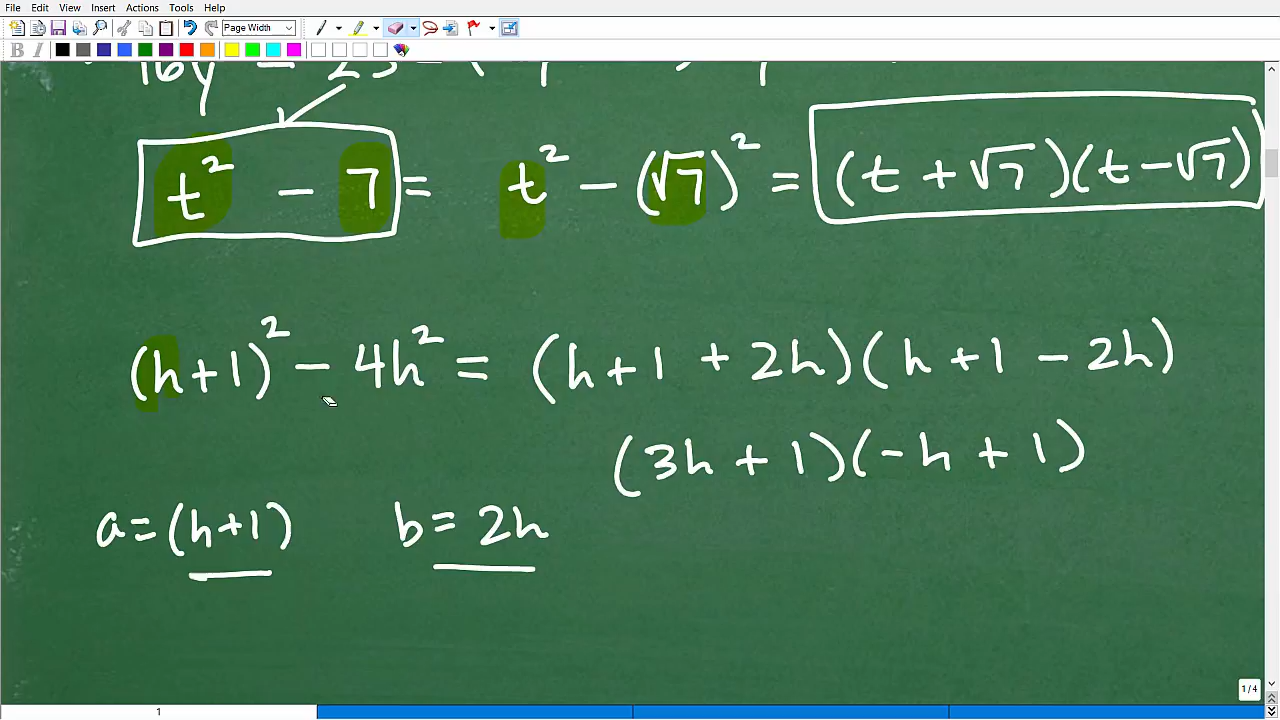 File Edit View Insert Actions Tools Help
Page Width
B I
t² - 7 = t² - (√7)² = (t + √7)(t - √7)
(h+1)² - 4h² = (h+1 + 2h)(h+1 - 2h)
(3h + 1)(-h + 1)
a=(h+1) b= 2h
1/4
1